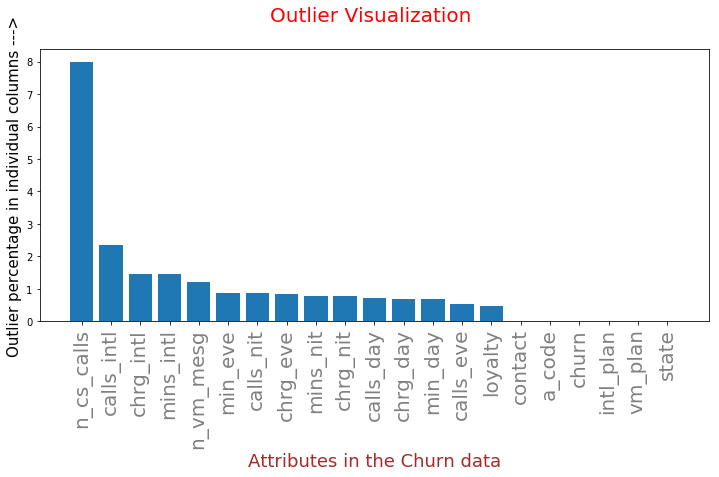 Outlier Visualization
Outlier percentage in individual columns --->
8
7
6
5
4
3
2
1
0
n_cs_calls
calls_intl
chrg_intl
mins_intl
n_vm_mesg
min_eve
calls_nit
chrg_eve
mins_nit
chrg_nit
calls_day
chrg_day
min_day
calls_eve
loyalty
contact
a_code
churn
intl_plan
vm_plan
state
Attributes in the Churn data